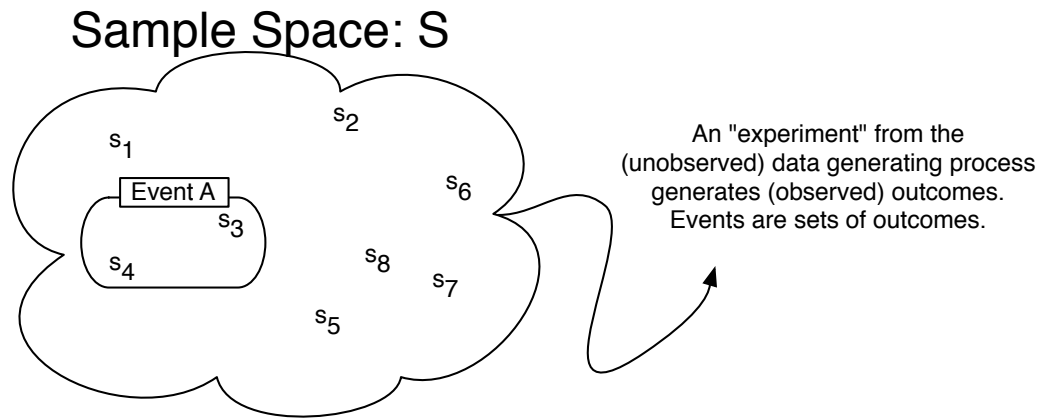 Sample Space: S
s2
s1
An "experiment" from the
(unobserved) data generating process
generates (observed) outcomes.
Events are sets of outcomes.
Event A
s6
s3
s4
s8
s7
s5